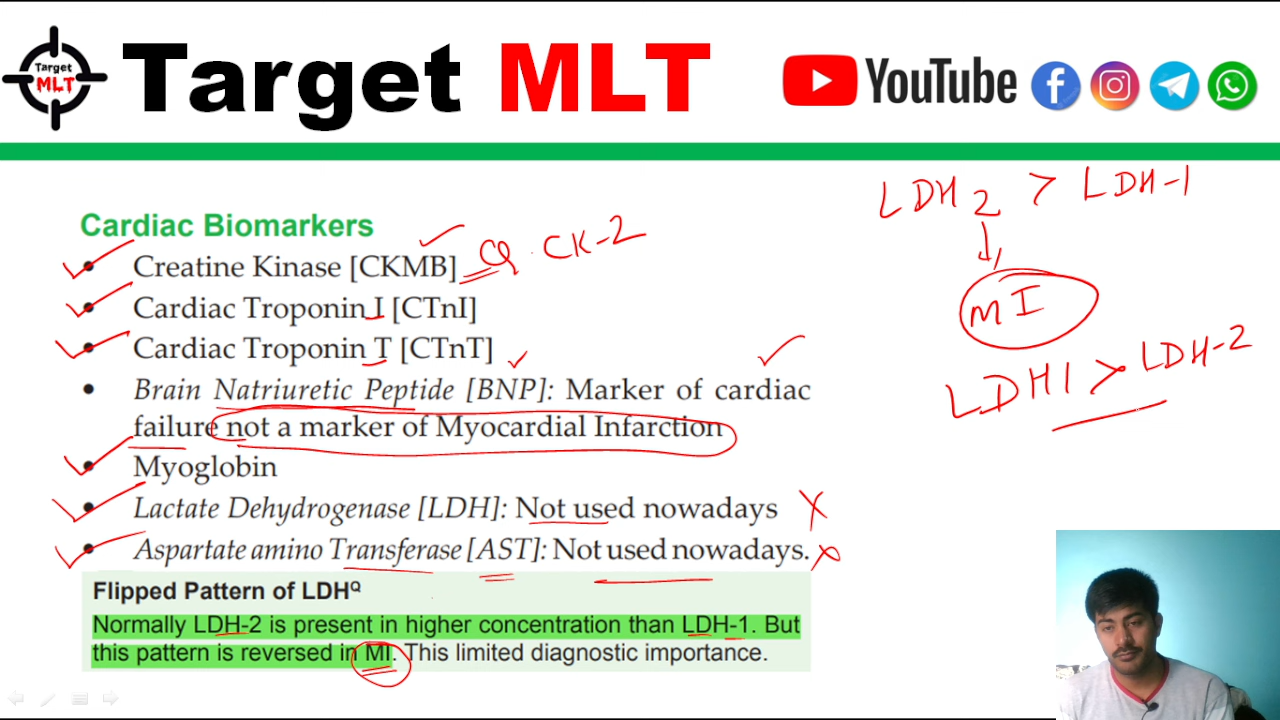 Target
MLT
Target MLT
YouTube
LDH2 > LDH-1
Cardiac Biomarkers
Creatine Kinase [CKMB] Q CK-2
Cardiac Troponin I [CTnI]
MI
Cardiac Troponin T [CTnT]
LDH1 > LDH-2
Brain Natriuretic Peptide [BNP]: Marker of cardiac
failure not a marker of Myocardial Infarction
Myoglobin
Lactate Dehydrogenase [LDH]: Not used nowadays
Aspartate amino Transferase [AST]: Not used nowadays.
Flipped Pattern of LDHQ
Normally LDH-2 is present in higher concentration than LDH-1. But
this pattern is reversed in MI. This limited diagnostic importance.